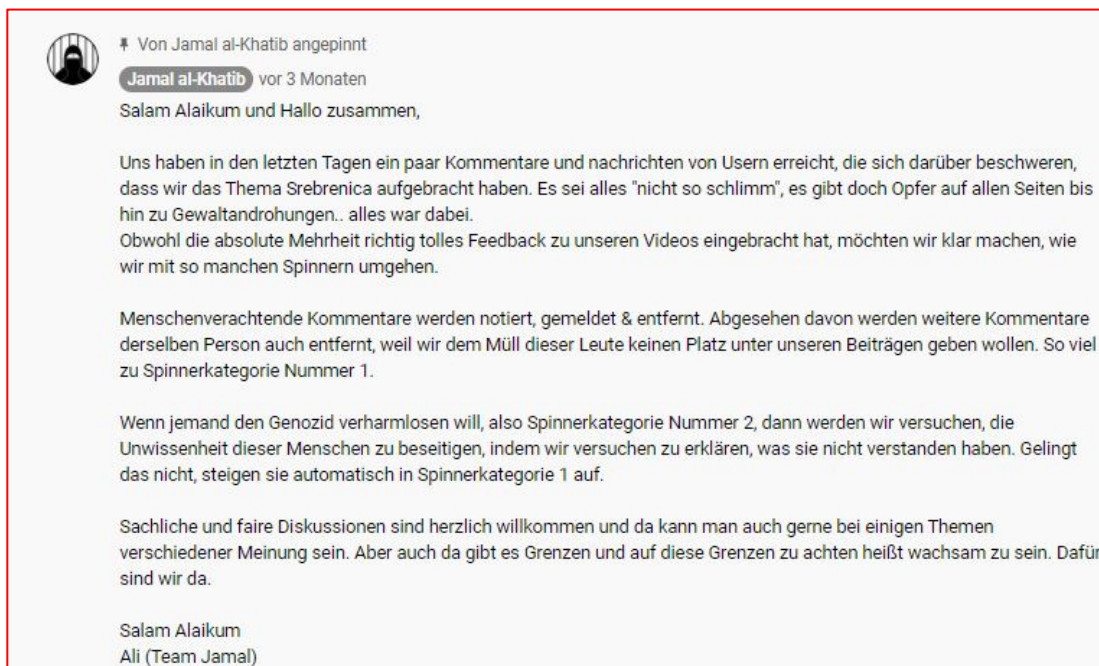 Von Jamal al-Khatib angepinnt
Jamal al-Khatib vor 3 Monaten
Salam Alaikum und Hallo zusammen,
Uns haben in den letzten Tagen ein paar Kommentare und nachrichten von Usern erreicht, die sich darüber beschweren,
dass wir das Thema Srebrenica aufgebracht haben. Es sei alles "nicht so schlimm", es gibt doch Opfer auf allen Seiten bis
hin zu Gewaltandrohungen.. alles war dabei.
Obwohl die absolute Mehrheit richtig tolles Feedback zu unseren Videos eingebracht hat, möchten wir klar machen, wie
wir mit so manchen Spinnern umgehen.
Menschenverachtende Kommentare werden notiert, gemeldet & entfernt. Abgesehen davon werden weitere Kommentare
derselben Person auch entfernt, weil wir dem Müll dieser Leute keinen Platz unter unseren Beiträgen geben wollen. So viel
zu Spinnerkategorie Nummer 1.
Wenn jemand den Genozid verharmlosen will, also Spinnerkategorie Nummer 2, dann werden wir versuchen, die
Unwissenheit dieser Menschen zu beseitigen, indem wir versuchen zu erklären, was sie nicht verstanden haben. Gelingt
das nicht, steigen sie automatisch in Spinnerkategorie 1 auf.
Sachliche und faire Diskussionen sind herzlich willkommen und da kann man auch gerne bei einigen Themen
verschiedener Meinung sein. Aber auch da gibt es Grenzen und auf diese Grenzen zu achten heißt wachsam zu sein. Dafür
sind wir da.
Salam Alaikum
Ali (Team Jamal)